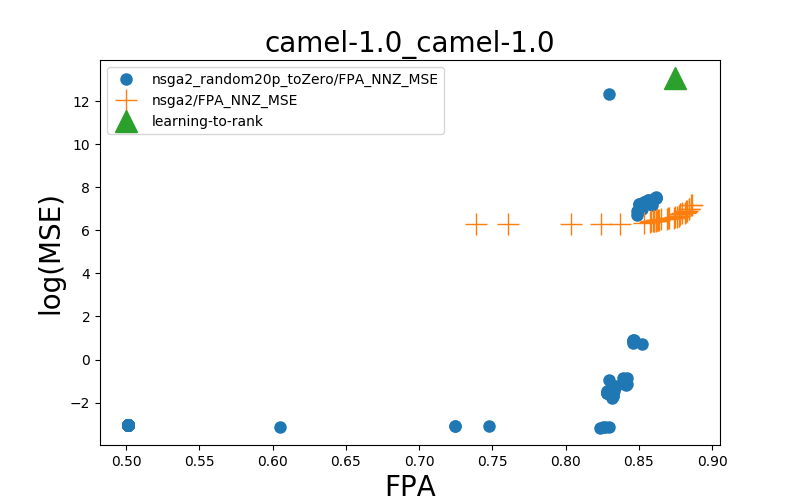 camel-1.0_camel-1.0
nsga2_random20p_toZero/FPA_NNZ_MSE
nsga2/FPA_NNZ_MSE
learning-to-rank
log(MSE)
12
10
8
6
4
2
0
−2
0.50 0.55 0.60 0.65 0.70 0.75 0.80 0.85 0.90
FPA